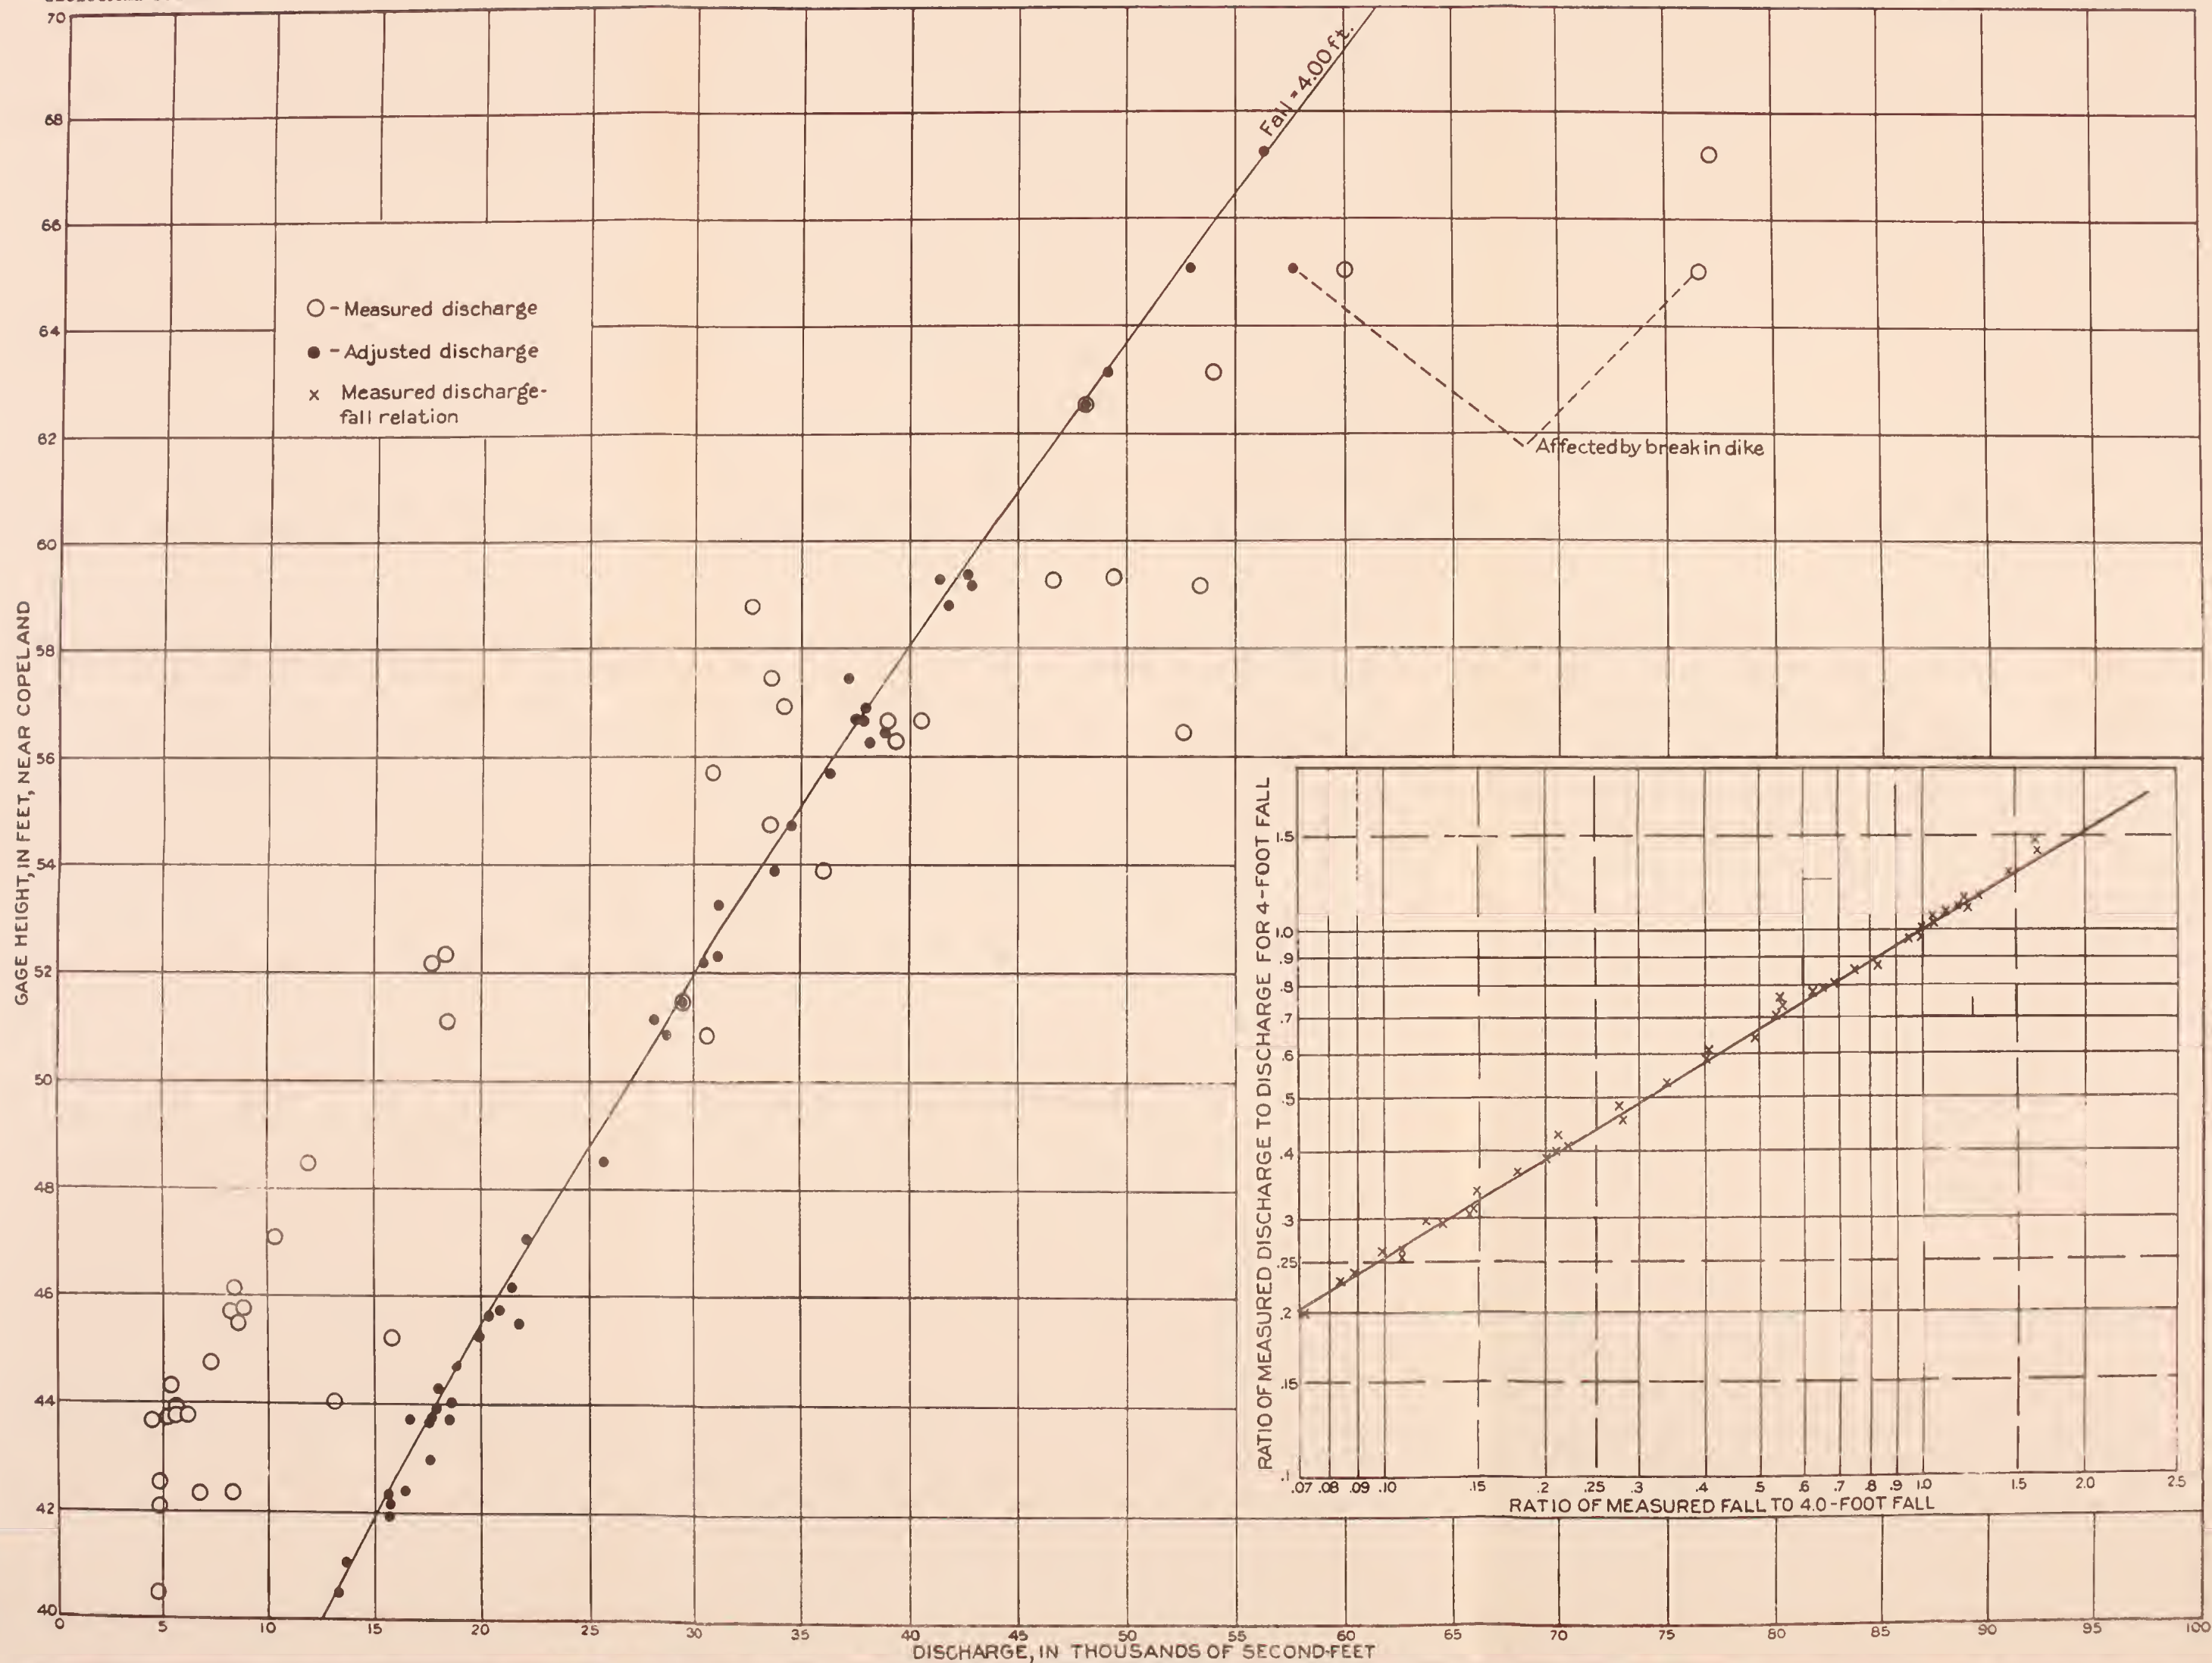 70
68
66
64
62
60
58
56
54
52
50
48
46
44
42
40
GAGE HEIGHT, IN FEET, NEAR COPELAND
Fall = 4.00 ft.
O - Measured discharge
● - Adjusted discharge
x Measured discharge-
fall relation
Affected by break in dike
RATIO OF MEASURED DISCHARGE TO DISCHARGE FOR 4-FOOT FALL
1.5
1.0
.9
.8
.7
.6
.5
.4
.3
.25
.2
.15
.1
.07 .08 .09 .10 .15 .2 .25 .3 .4 .5 .6 .7 .8 .9 1.0 1.5 2.0 2.5
RATIO OF MEASURED FALL TO 4.0-FOOT FALL
0 5 10 15 20 25 30 35 40 45 50 55 60 65 70 75 80 85 90 95 100
DISCHARGE, IN THOUSANDS OF SECOND-FEET